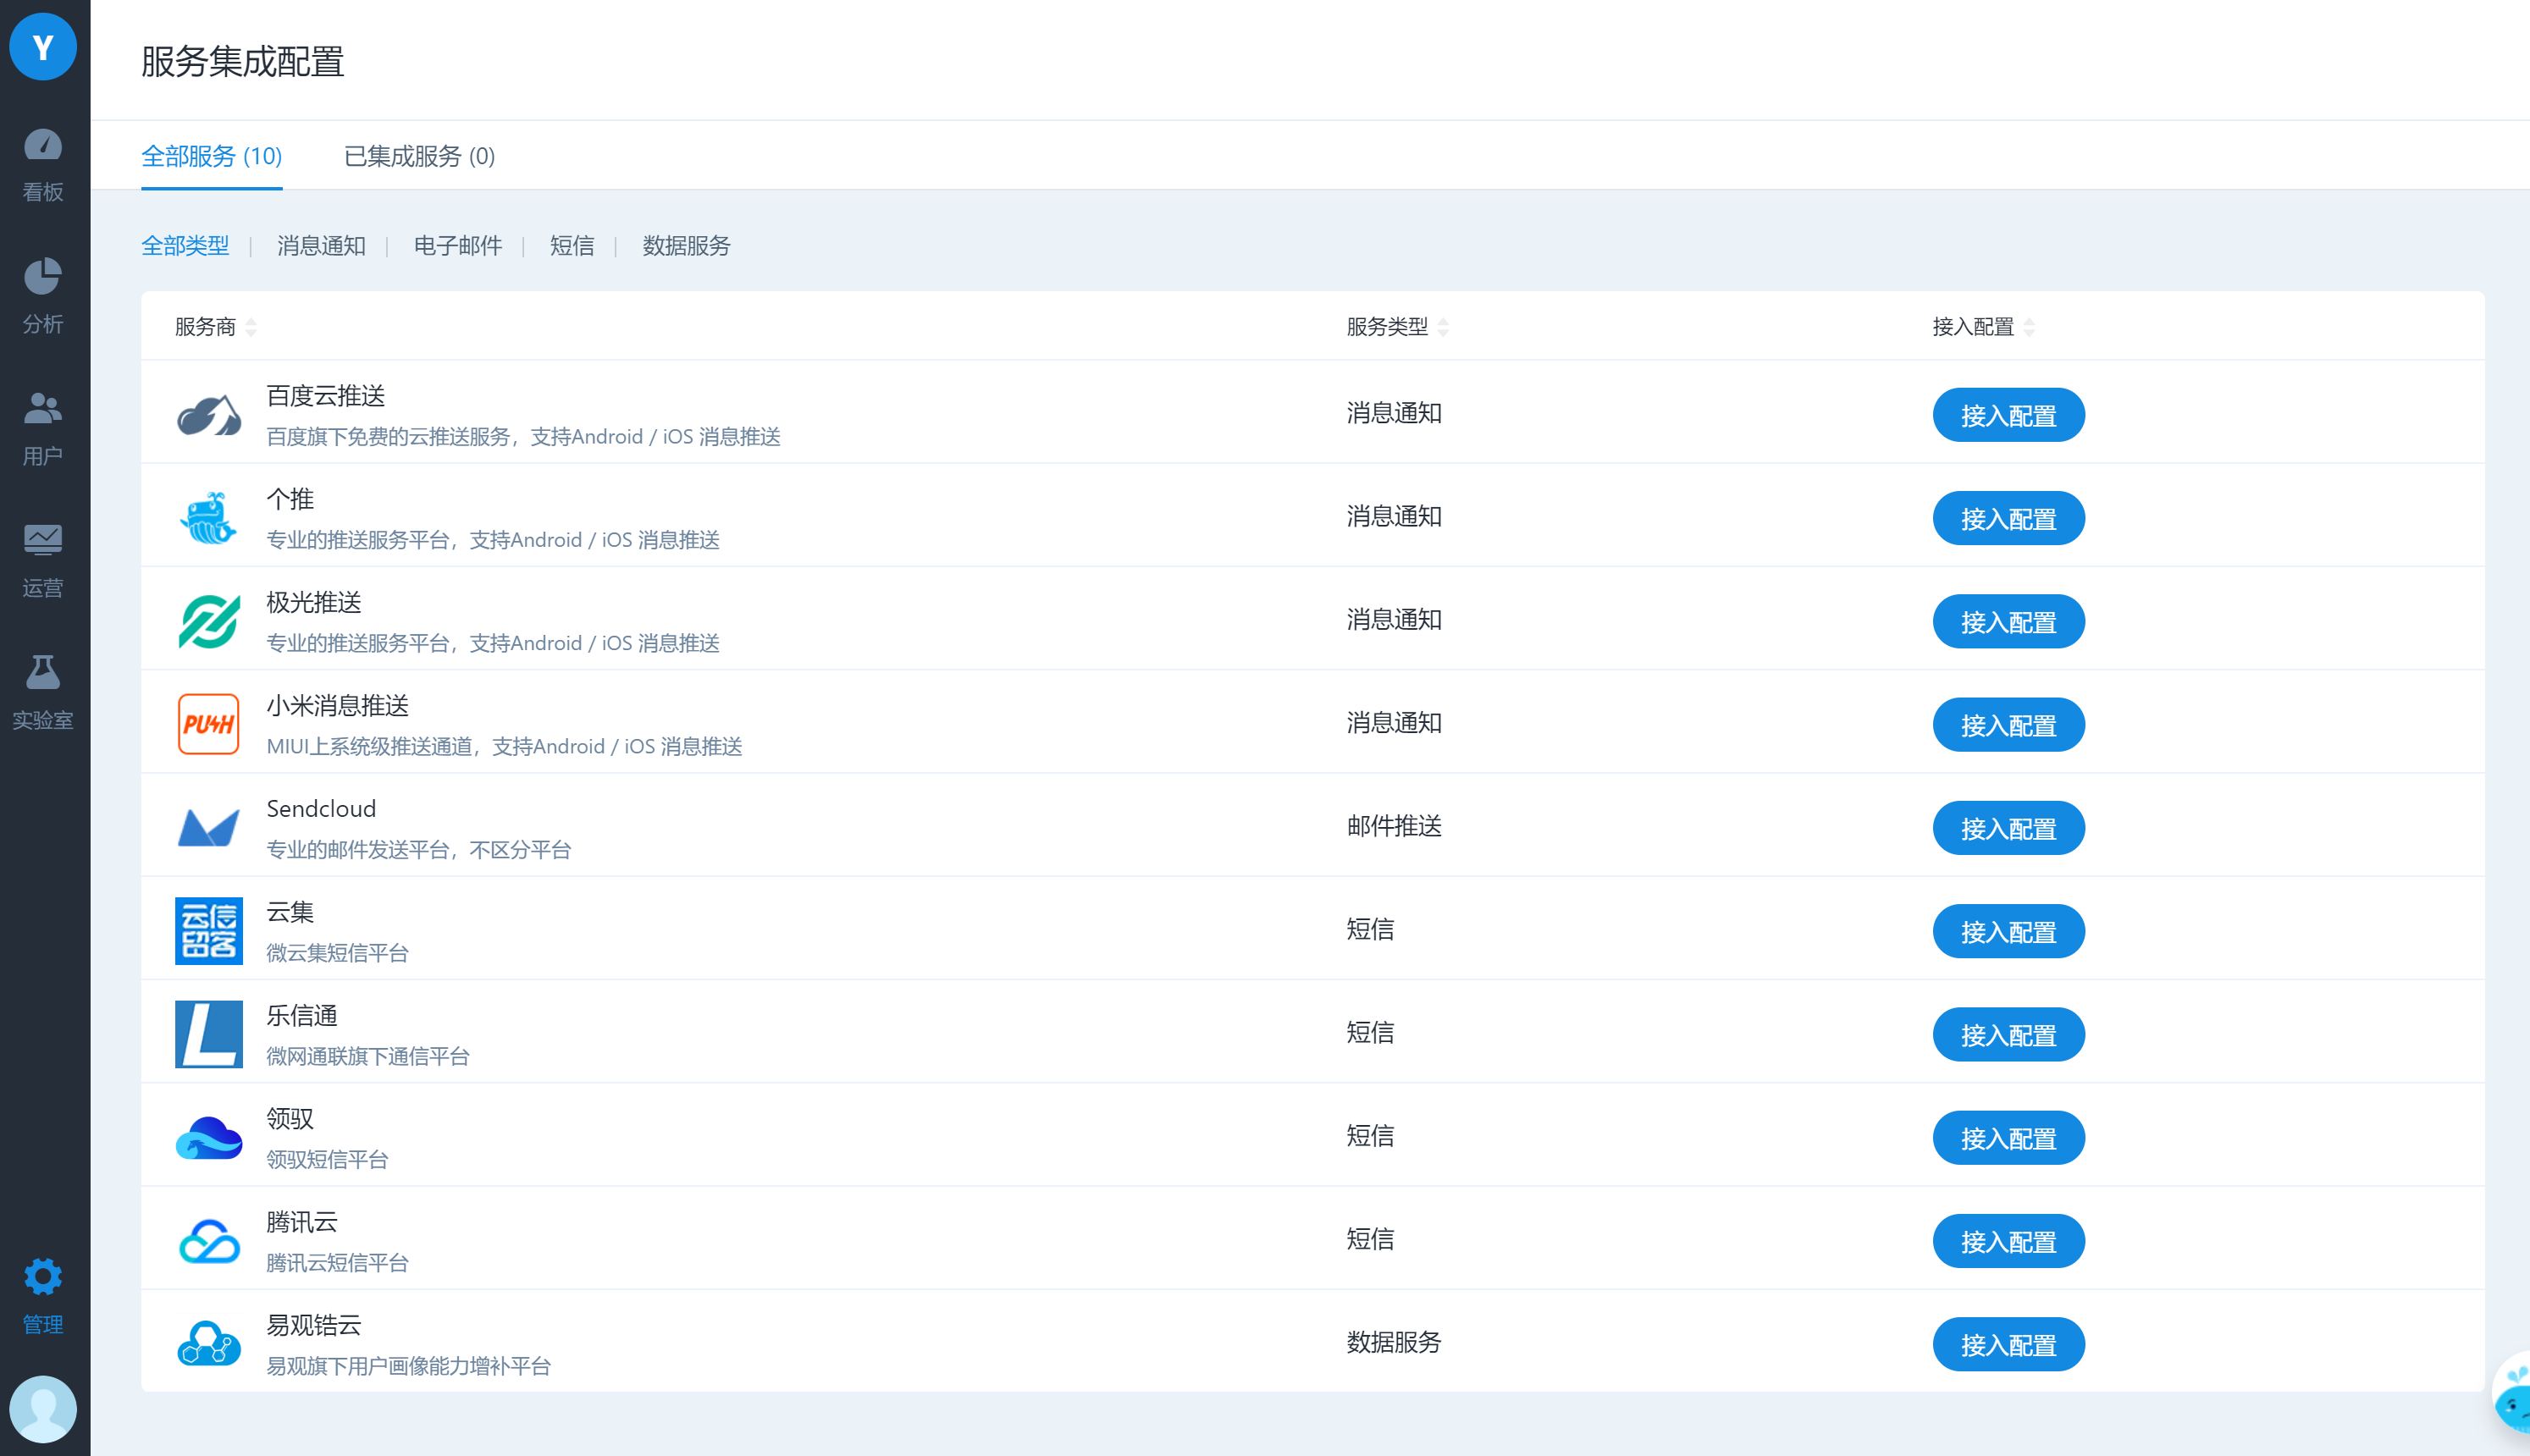 Y
看板
分析
用户
运营
实验室
管理
服务集成配置
全部服务 (10) 已集成服务 (0)
全部类型 | 消息通知 | 电子邮件 | 短信 | 数据服务
服务商 服务类型 接入配置
百度云推送
百度旗下免费的云推送服务，支持Android / iOS 消息推送
消息通知
接入配置
个推
专业的推送服务平台，支持Android / iOS 消息推送
消息通知
接入配置
极光推送
专业的推送服务平台，支持Android / iOS 消息推送
消息通知
接入配置
PUSH
小米消息推送
MIUI上系统级推送通道，支持Android / iOS 消息推送
消息通知
接入配置
Sendcloud
专业的邮件发送平台，不区分平台
邮件推送
接入配置
云信留客
云集
微云集短信平台
短信
接入配置
L
乐信通
微网通联旗下通信平台
短信
接入配置
领驭
领驭短信平台
短信
接入配置
腾讯云
腾讯云短信平台
短信
接入配置
易观锆云
易观旗下用户画像能力增补平台
数据服务
接入配置